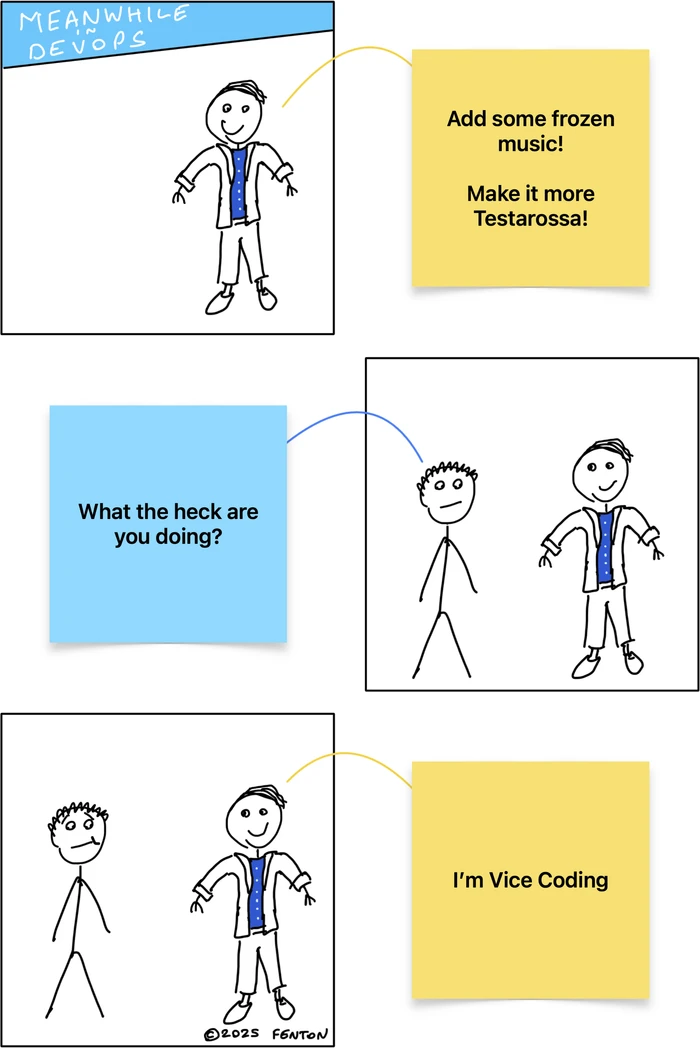 MEANWHILE
IN
DEVOPS
Add some frozen
music!
Make it more
Testarossa!
What the heck are
you doing?
I’m Vice Coding
©2025 FENTON